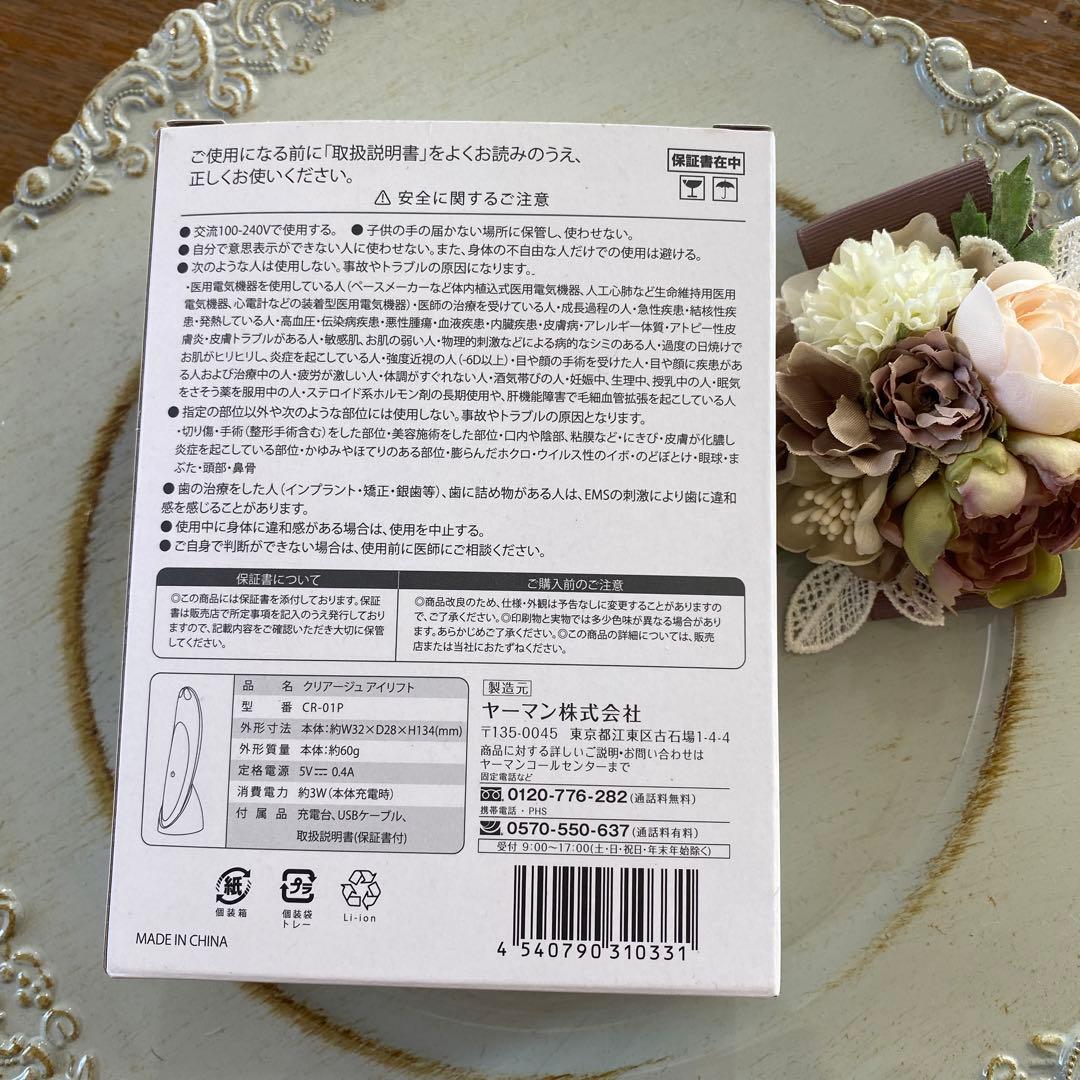 ご使用になる前に「取扱説明書」をよくお読みのうえ、
正しくお使いください。
保証書在中
⚠ 安全に関するご注意
● 交流100-240Vで使用する。 ● 子供の手の届かない場所に保管し、使わせない。
● 自分で意思表示ができない人に使わせない。また、身体の不自由な人だけでの使用は避ける。
● 次のような人は使用しない。事故やトラブルの原因になります。
・医用電気機器を使用している人（ペースメーカーなど体内植込式医用電気機器、人工心肺など生命維持用医用
電気機器、心電計などの装着型医用電気機器）・医師の治療を受けている人・成長過程の人・急性疾患・結核性疾
患・発熱している人・高血圧・伝染病疾患・悪性腫瘍・血液疾患・内臓疾患・皮膚病・アレルギー体質・アトピー性皮
膚炎・皮膚トラブルがある人・敏感肌、お肌の弱い人・物理的刺激などによる病的なシミのある人・過度の日焼けで
お肌がヒリヒリし、炎症を起こしている人・強度近視の人（-6D以上）・目や顔の手術を受けた人・目や顔に疾患があ
る人および治療中の人・疲労が激しい人・体調がすぐれない人・酒気帯びの人・妊娠中、生理中、授乳中の人・眠気
をさそう薬を服用中の人・ステロイド系ホルモン剤の長期使用や、肝機能障害で毛細血管拡張を起こしている人
● 指定の部位以外や次のような部位には使用しない。事故やトラブルの原因となります。
・切り傷・手術（整形手術含む）をした部位・美容施術をした部位・口内や陰部、粘膜など・にきび・皮膚が化膿し
炎症を起こしている部位・かゆみやほてりのある部位・膨らんだホクロ・ウイルス性のイボ・のどぼとけ・眼球・ま
ぶた・頭部・鼻骨
● 歯の治療をした人（インプラント・矯正・銀歯等）、歯に詰め物がある人は、EMSの刺激により歯に違和
感を感じることがあります。
● 使用中に身体に違和感がある場合は、使用を中止する。
● ご自身で判断ができない場合は、使用前に医師にご相談ください。
保証書について
◎この商品には保証書を添付しております。保証
書は販売店で所定事項を記入のうえ発行しており
ますので、記載内容をご確認いただき大切に保管
してください。
ご購入前のご注意
◎商品改良のため、仕様・外観は予告なしに変更することがありますの
で、ご了承ください。◎印刷物と実物では多少色味が異なる場合があり
ます。あらかじめご了承ください。◎この商品の詳細については、販売
店または当社におたずねください。
品 名 クリアージュ アイリフト
型 番 CR-01P
外形寸法 本体：約W32×D28×H134(mm)
外形質量 本体：約60g
定格電源 5V⎓ 0.4A
消費電力 約3W（本体充電時）
付属品 充電台、USBケーブル、
取扱説明書（保証書付）
製造元
ヤーマン株式会社
〒135-0045 東京都江東区古石場1-4-4
商品に対する詳しいご説明・お問い合わせは
ヤーマンコールセンターまで
固定電話など
0120-776-282（通話料無料）
携帯電話・PHS
0570-550-637（通話料有料）
受付 9:00〜17:00（土・日・祝日・年末年始除く）
紙
個装箱
プラ
個装袋
トレー
Li-ion
MADE IN CHINA
4 540790 310331